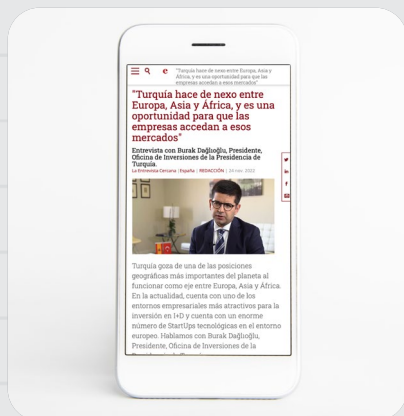 e
"Turquía hace de nexo entre Europa, Asia y
África, y es una oportunidad para que las
empresas accedan a esos mercados"
"Turquía hace de nexo entre
Europa, Asia y África, y es una
oportunidad para que las
empresas accedan a esos
mercados"
Entrevista con Burak Dağlıoğlu, Presidente,
Oficina de Inversiones de la Presidencia de
Turquía.
La Entrevista Cercana | España | REDACCIÓN | 24 nov. 2022
Turquía goza de una de las posiciones
geográficas más importantes del planeta al
funcionar como eje entre Europa, Asia y África.
En la actualidad, cuenta con uno de los
entornos empresariales más atractivos para la
inversión en I+D y cuenta con un enorme
número de StartUps tecnológicas en el entorno
europeo. Hablamos con Burak Dağlıoğlu,
Presidente, Oficina de Inversiones de la